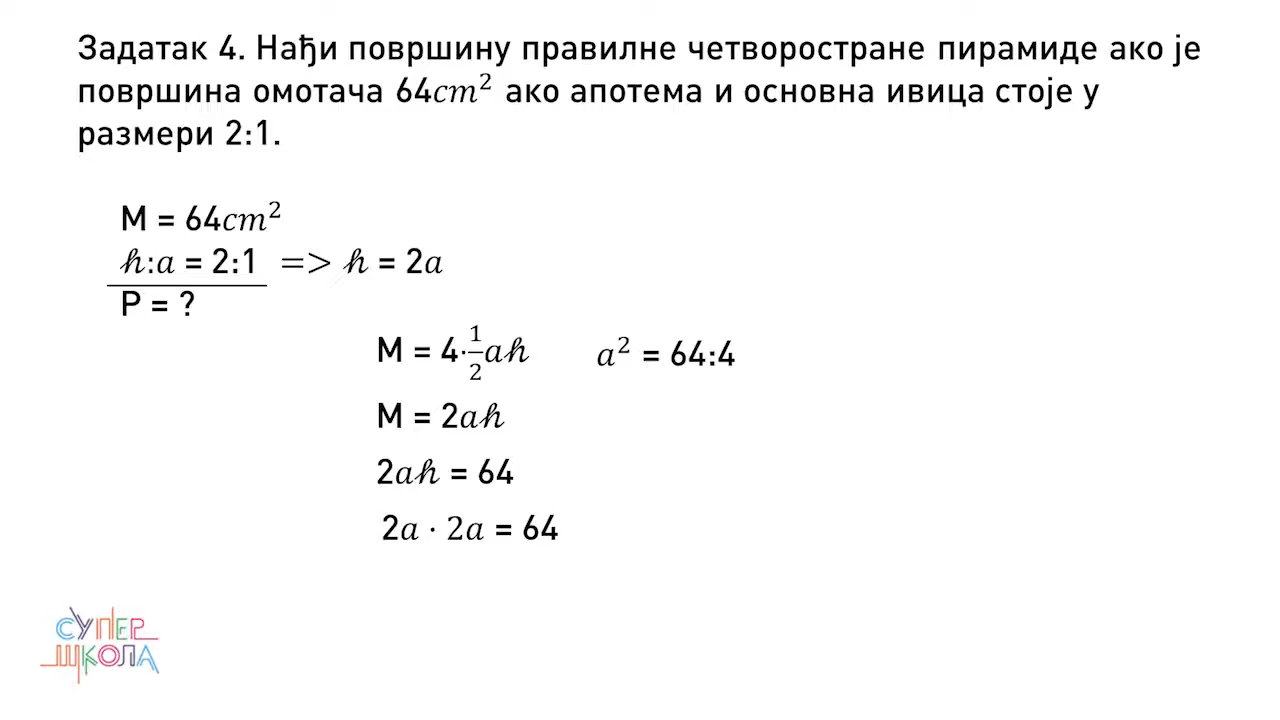 Задатак 4. Нађи површину правилне четворостране пирамиде ако је
површина омотача 64cm² ако апотема и основна ивица стоје у
размери 2:1.
M = 64cm²
𝒽:a = 2:1 => 𝒽 = 2a
P = ?
M = 4·1/2a𝒽 a² = 64:4
M = 2a𝒽
2a𝒽 = 64
2a · 2a = 64
СУПЕР
ШКОЛА